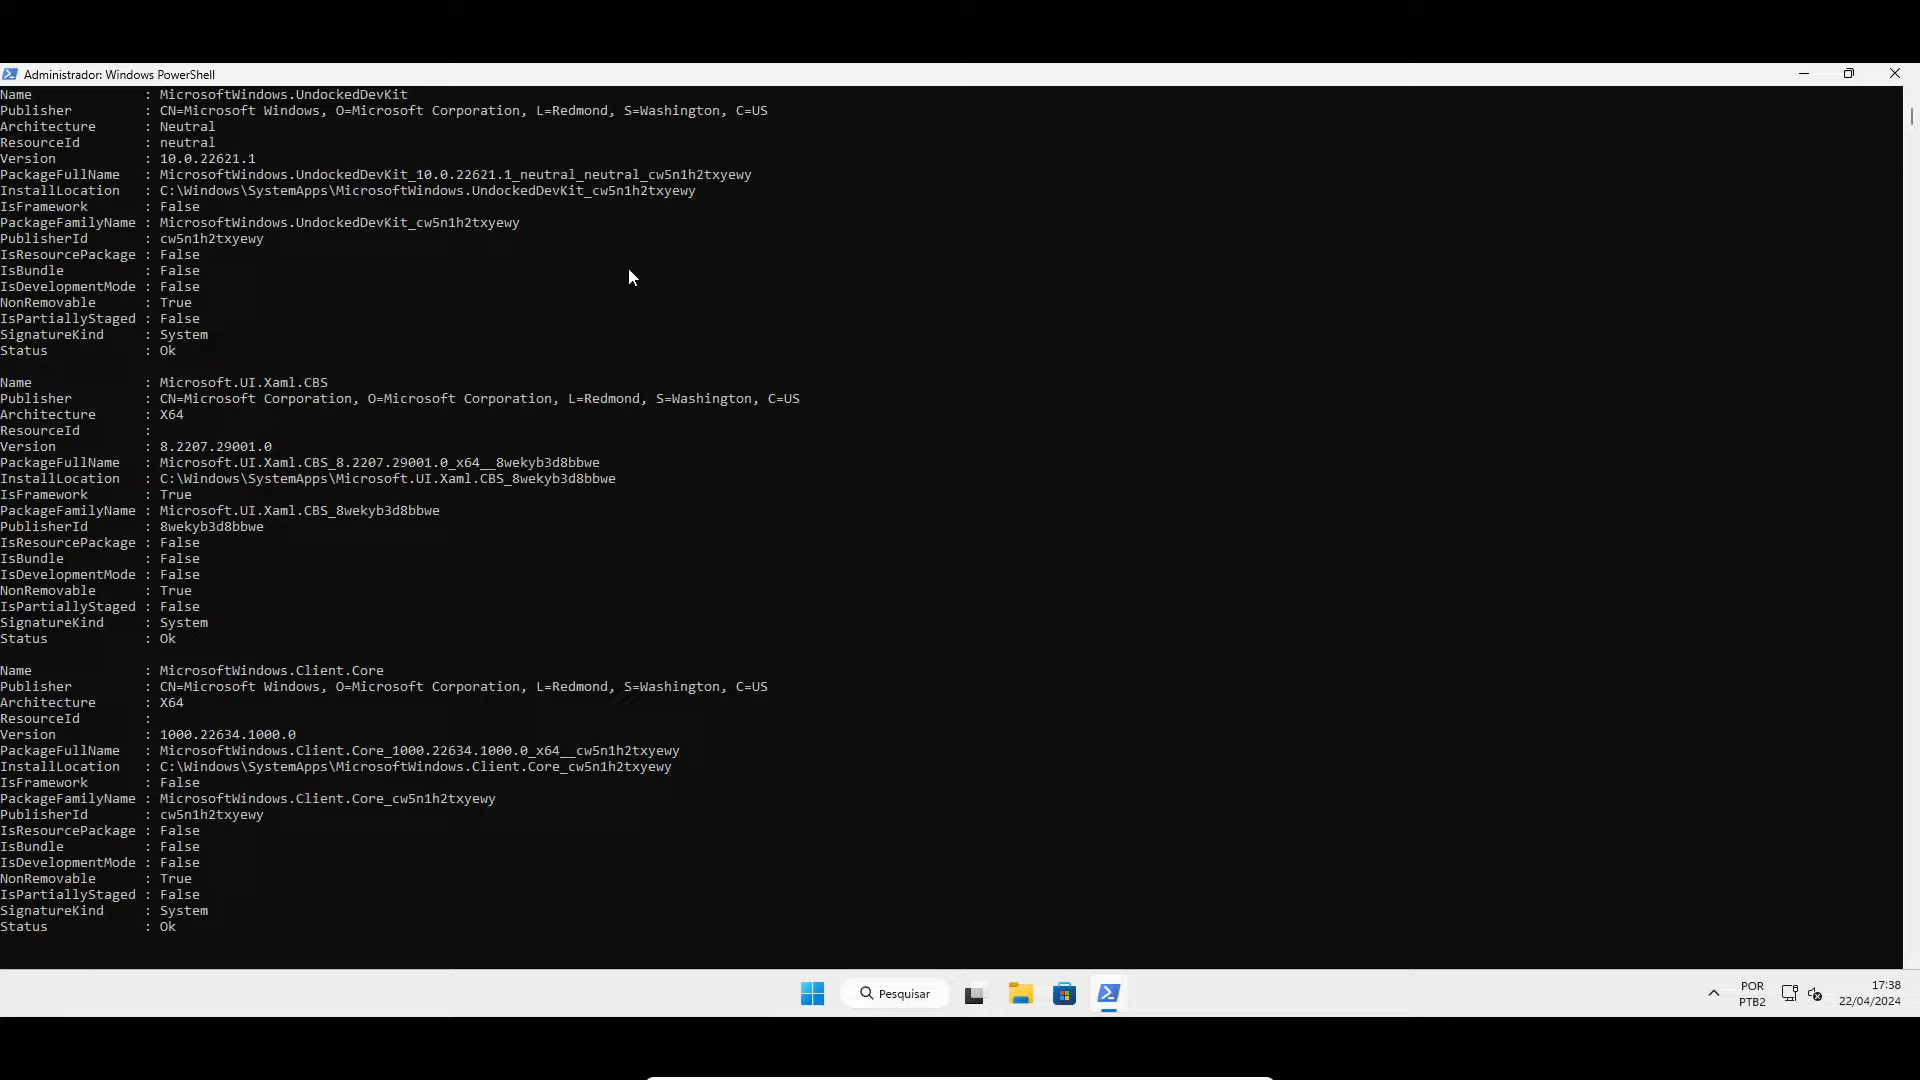 Administrador: Windows PowerShell
Name              : MicrosoftWindows.UndockedDevKit
Publisher         : CN=Microsoft Windows, O=Microsoft Corporation, L=Redmond, S=Washington, C=US
Architecture      : Neutral
ResourceId        : neutral
Version           : 10.0.22621.1
PackageFullName   : MicrosoftWindows.UndockedDevKit_10.0.22621.1_neutral_neutral_cw5n1h2txyewy
InstallLocation   : C:\Windows\SystemApps\MicrosoftWindows.UndockedDevKit_cw5n1h2txyewy
IsFramework       : False
PackageFamilyName : MicrosoftWindows.UndockedDevKit_cw5n1h2txyewy
PublisherId       : cw5n1h2txyewy
IsResourcePackage : False
IsBundle          : False
IsDevelopmentMode : False
NonRemovable      : True
IsPartiallyStaged : False
SignatureKind     : System
Status            : Ok

Name              : Microsoft.UI.Xaml.CBS
Publisher         : CN=Microsoft Corporation, O=Microsoft Corporation, L=Redmond, S=Washington, C=US
Architecture      : X64
ResourceId        :
Version           : 8.2207.29001.0
PackageFullName   : Microsoft.UI.Xaml.CBS_8.2207.29001.0_x64__8wekyb3d8bbwe
InstallLocation   : C:\Windows\SystemApps\Microsoft.UI.Xaml.CBS_8wekyb3d8bbwe
IsFramework       : True
PackageFamilyName : Microsoft.UI.Xaml.CBS_8wekyb3d8bbwe
PublisherId       : 8wekyb3d8bbwe
IsResourcePackage : False
IsBundle          : False
IsDevelopmentMode : False
NonRemovable      : True
IsPartiallyStaged : False
SignatureKind     : System
Status            : Ok

Name              : MicrosoftWindows.Client.Core
Publisher         : CN=Microsoft Windows, O=Microsoft Corporation, L=Redmond, S=Washington, C=US
Architecture      : X64
ResourceId        :
Version           : 1000.22634.1000.0
PackageFullName   : MicrosoftWindows.Client.Core_1000.22634.1000.0_x64__cw5n1h2txyewy
InstallLocation   : C:\Windows\SystemApps\MicrosoftWindows.Client.Core_cw5n1h2txyewy
IsFramework       : False
PackageFamilyName : MicrosoftWindows.Client.Core_cw5n1h2txyewy
PublisherId       : cw5n1h2txyewy
IsResourcePackage : False
IsBundle          : False
IsDevelopmentMode : False
NonRemovable      : True
IsPartiallyStaged : False
SignatureKind     : System
Status            : Ok

Pesquisar
POR
PTB2
17:38
22/04/2024